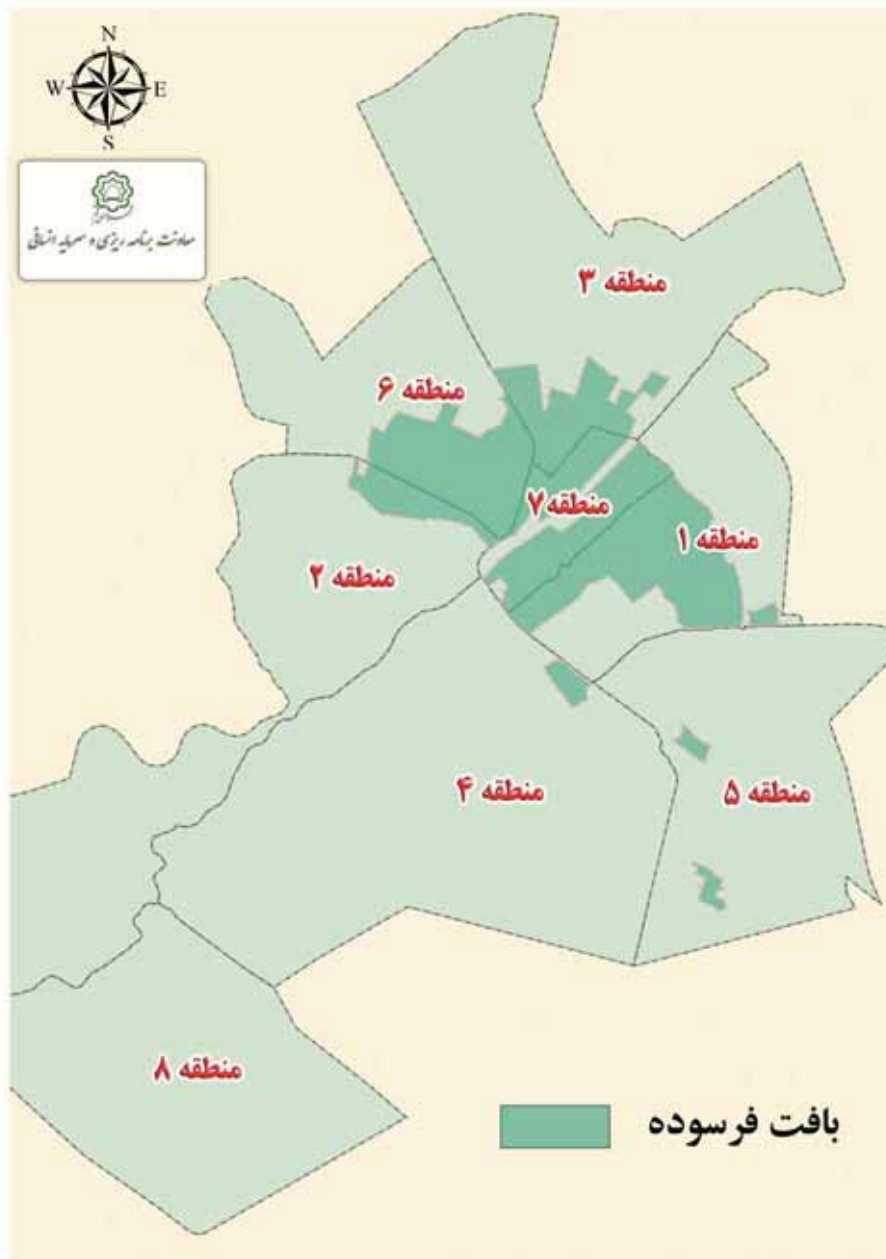 N
W E
S
معاونت برنامه ریزی و سرمایه انسانی
منطقه ۳
منطقه ۶
منطقه ۷
منطقه ۱
منطقه ۲
منطقه ۴
منطقه ۵
منطقه ۸
بافت فرسوده